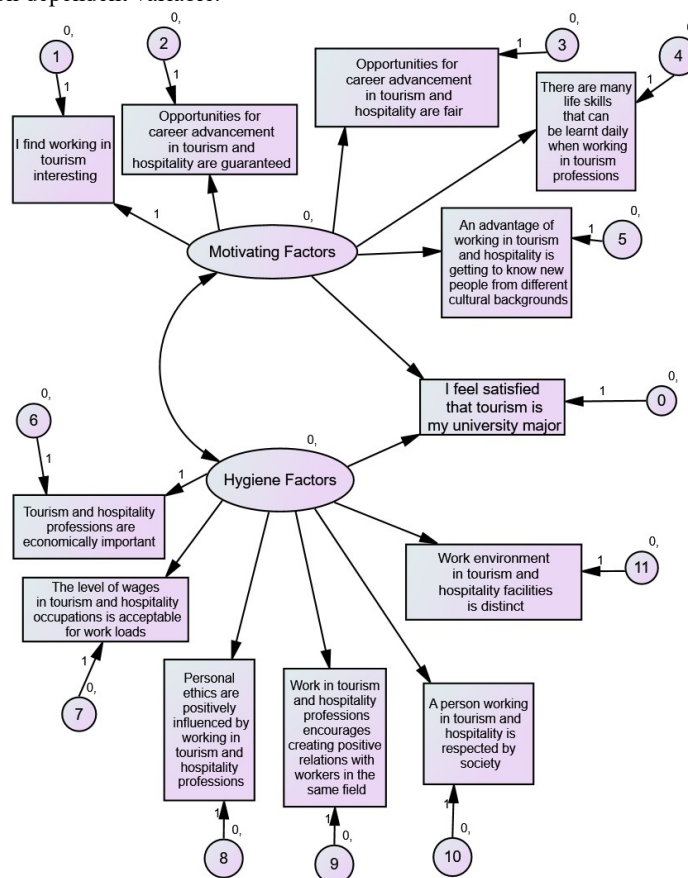 dependent variable.
0,
1
1
0,
2
1
0,
3
1
0,
4
1
I find working in
tourism
interesting
Opportunities for
career advancement
in tourism and
hospitality are guaranteed
Opportunities for
career advancement
in tourism and
hospitality are fair
There are many
life skills
that can
be learnt daily
when working
in tourism
professions
1
0,
Motivating Factors
An advantage of
working in tourism
and hospitality is
getting to know new
people from different
cultural backgrounds
1
0,
5
I feel satisfied
that tourism is
my university major
1
0,
0
0,
6
1
0,
Hygiene Factors
1
Tourism and hospitality
professions are
economically important
The level of wages
in tourism and hospitality
occupations is acceptable
for work loads
1
0,
7
Work environment
in tourism and
hospitality facilities
is distinct
1
0,
11
Personal
ethics are
positively
influenced by
working in
tourism and
hospitality
professions
1
0,
8
Work in tourism
and hospitality
professions
encourages
creating positive
relations with
workers in the
same field
1
0,
9
A person working
in tourism and
hospitality is
respected by
society
1
0,
10